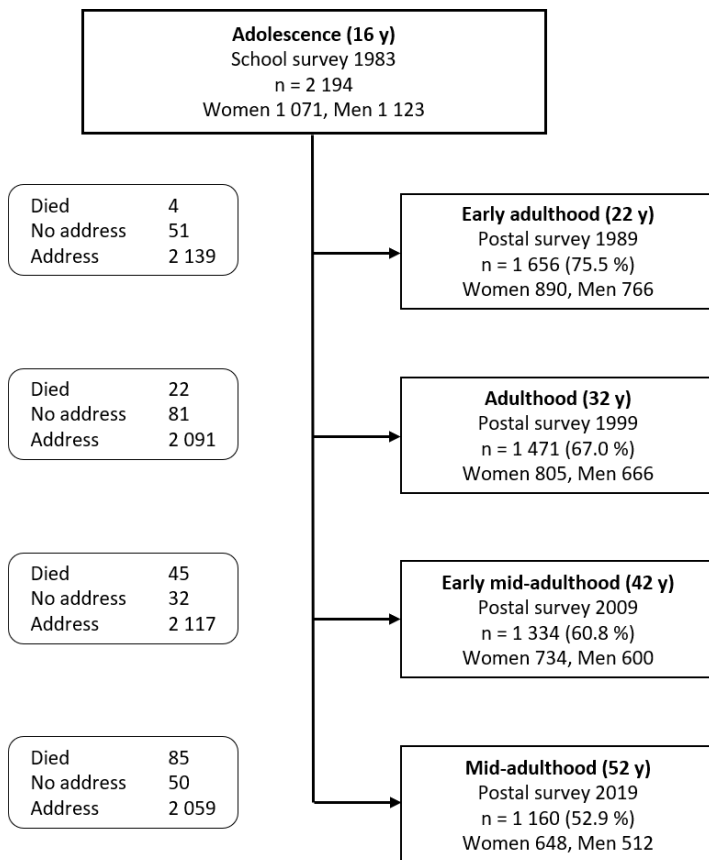 Adolescence (16 y)
School survey 1983
n = 2 194
Women 1 071, Men 1 123
Died 4
No address 51
Address 2 139
Early adulthood (22 y)
Postal survey 1989
n = 1 656 (75.5 %)
Women 890, Men 766
Died 22
No address 81
Address 2 091
Adulthood (32 y)
Postal survey 1999
n = 1 471 (67.0 %)
Women 805, Men 666
Died 45
No address 32
Address 2 117
Early mid-adulthood (42 y)
Postal survey 2009
n = 1 334 (60.8 %)
Women 734, Men 600
Died 85
No address 50
Address 2 059
Mid-adulthood (52 y)
Postal survey 2019
n = 1 160 (52.9 %)
Women 648, Men 512